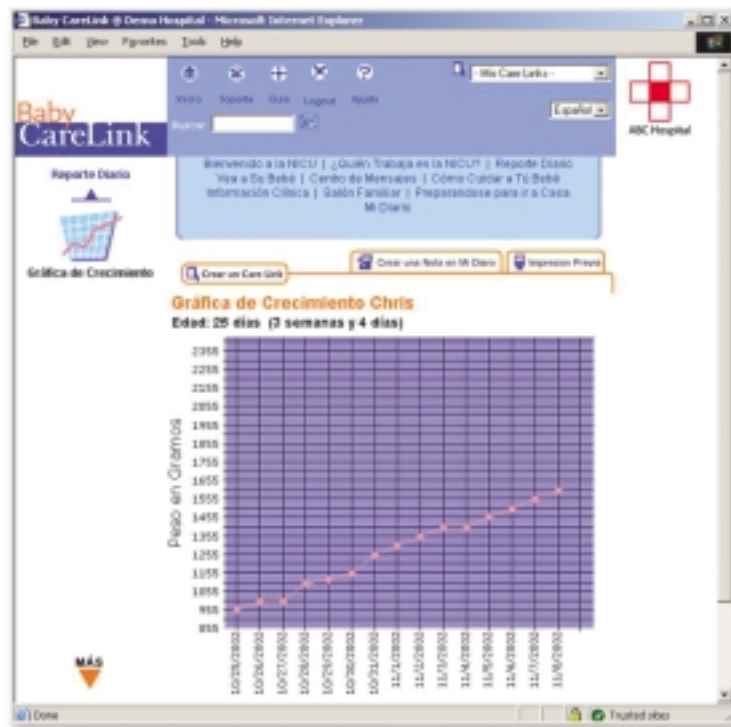 Baby CareLink @ Demo Hospital - Microsoft Internet Explorer
File Edit View Favorites Tools Help
- Mis Care Links -
Inicio Soporte Guia Logout Ayuda
Buscar
Español
Baby
CareLink
ABC Hospital
Reporte Diario
Bienvenido a la NICU | ¿Quién Trabaja en la NICU? | Reporte Diario
Vea a Su Bebé | Centro de Mensajes | Cómo Cuidar a Tú Bebé
Información Clínica | Salón Familiar | Preparandose para ir a Casa
Mi Diario
Gráfica de Crecimiento
Crear un Care Link
Crear una Nota en Mi Diario
Impresion Previa
Gráfica de Crecimiento Chris
Edad: 25 días (3 semanas y 4 días)
Peso en Gramos
2355
2255
2155
2055
1955
1855
1755
1655
1555
1455
1355
1255
1155
1055
955
855
10/25/2002
10/26/2002
10/27/2002
10/28/2002
10/29/2002
10/30/2002
10/31/2002
11/1/2002
11/2/2002
11/3/2002
11/4/2002
11/5/2002
11/6/2002
11/7/2002
11/8/2002
MÁS
Done
Trusted sites